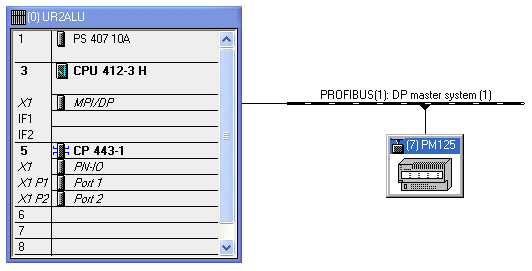 (0) UR2ALU
1 PS 407 10A
3 CPU 412-3 H
X1 MPI/DP
IF1
IF2
5 CP 443-1
X1 PN-IO
X1 P1 Port 1
X1 P2 Port 2
6
7
8
PROFIBUS(1): DP master system (1)
(7) PM125